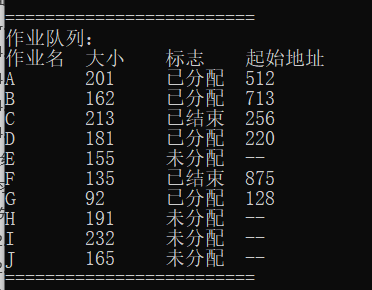 =========================
作业队列:
作业名 大小 标志 起始地址
A 201 已分配 512
B 162 已分配 713
C 213 已结束 256
D 181 已分配 220
E 155 未分配 --
F 135 已结束 875
G 92 已分配 128
H 191 未分配 --
I 232 未分配 --
J 165 未分配 --
=========================